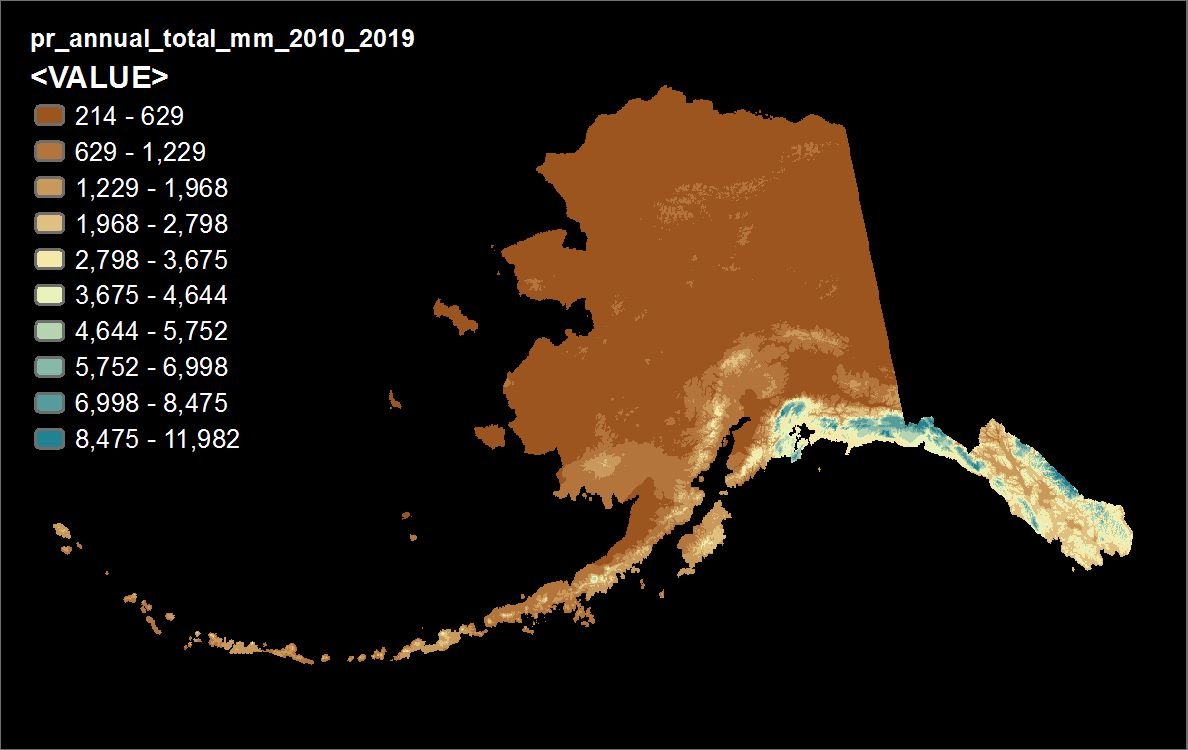 pr_annual_total_mm_2010_2019
<VALUE>
214 - 629
629 - 1,229
1,229 - 1,968
1,968 - 2,798
2,798 - 3,675
3,675 - 4,644
4,644 - 5,752
5,752 - 6,998
6,998 - 8,475
8,475 - 11,982